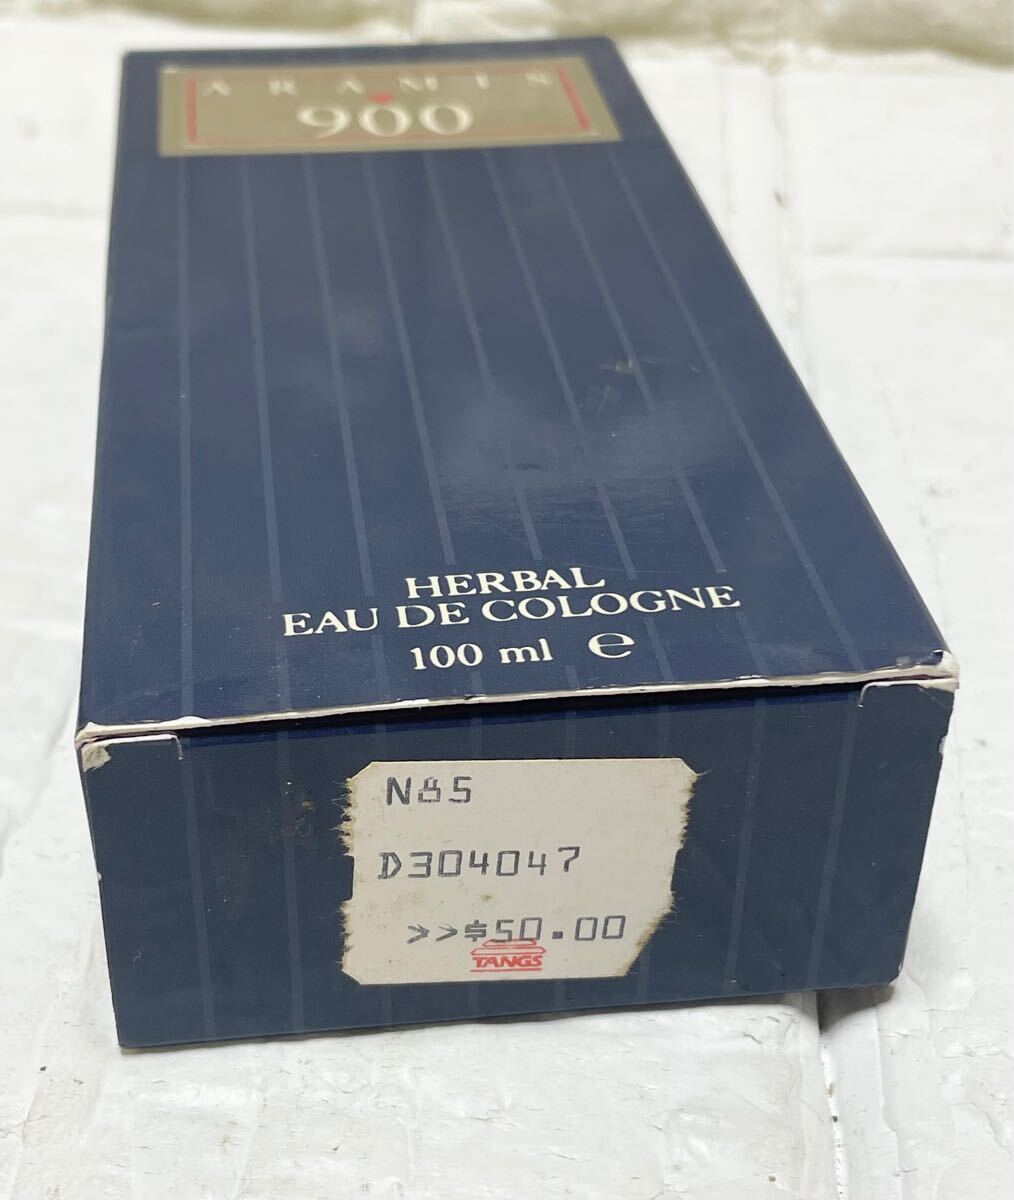 ARAMIS
900
HERBAL
EAU DE COLOGNE
100 ml ℮
N85
D304047
>>$50.00
TANGS